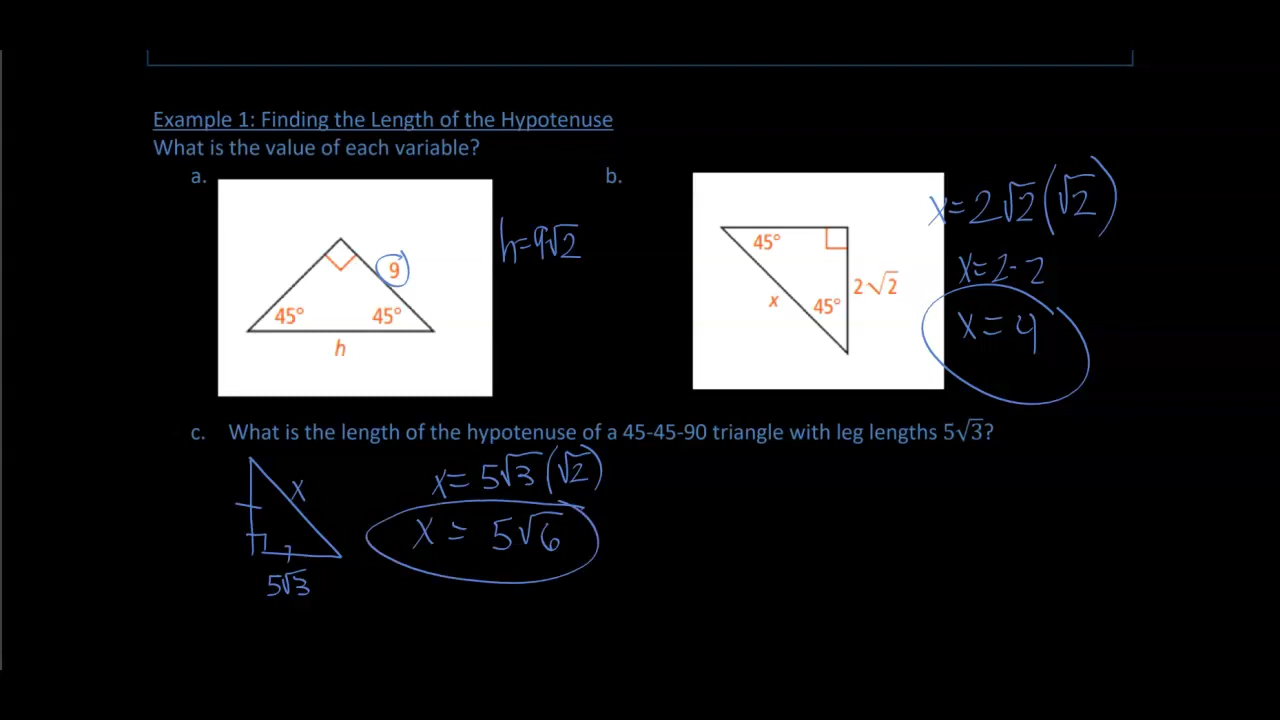 Example 1: Finding the Length of the Hypotenuse
What is the value of each variable?
a.
9
45°
45°
h
h=9√2
b.
45°
x
45°
2√2
x=2√2(√2)
x=2·2
x=4
c. What is the length of the hypotenuse of a 45-45-90 triangle with leg lengths 5√3?
x
5√3
x=5√3(√2)
x=5√6